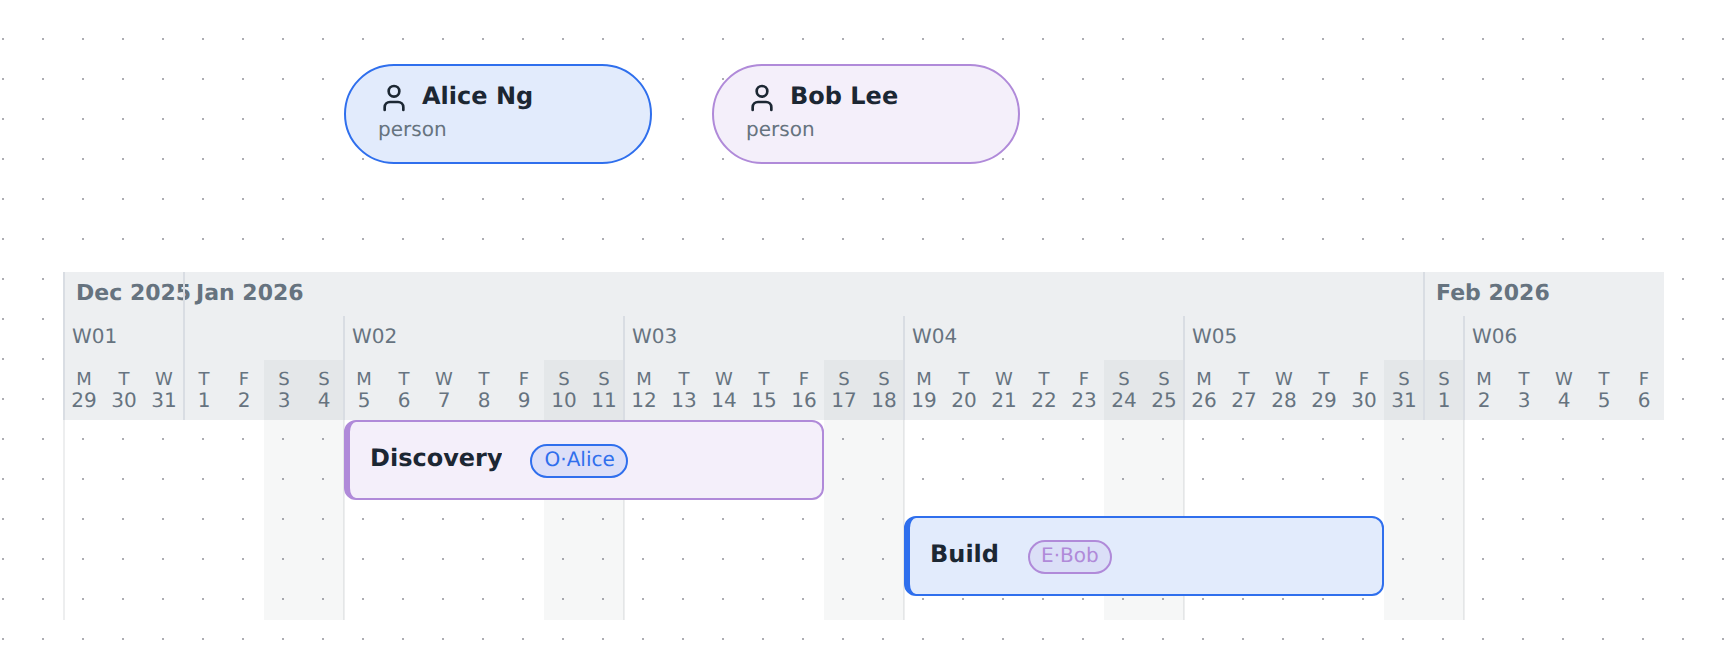 Alice Ng
person
Bob Lee
person
Dec 2025 Jan 2026 Feb 2026
W01 W02 W03 W04 W05 W06
M T W T F S S M T W T F S S M T W T F S S M T W T F S S M T W T F S S M T W T F
29 30 31 1 2 3 4 5 6 7 8 9 10 11 12 13 14 15 16 17 18 19 20 21 22 23 24 25 26 27 28 29 30 31 1 2 3 4 5 6
Discovery O·Alice
Build E·Bob